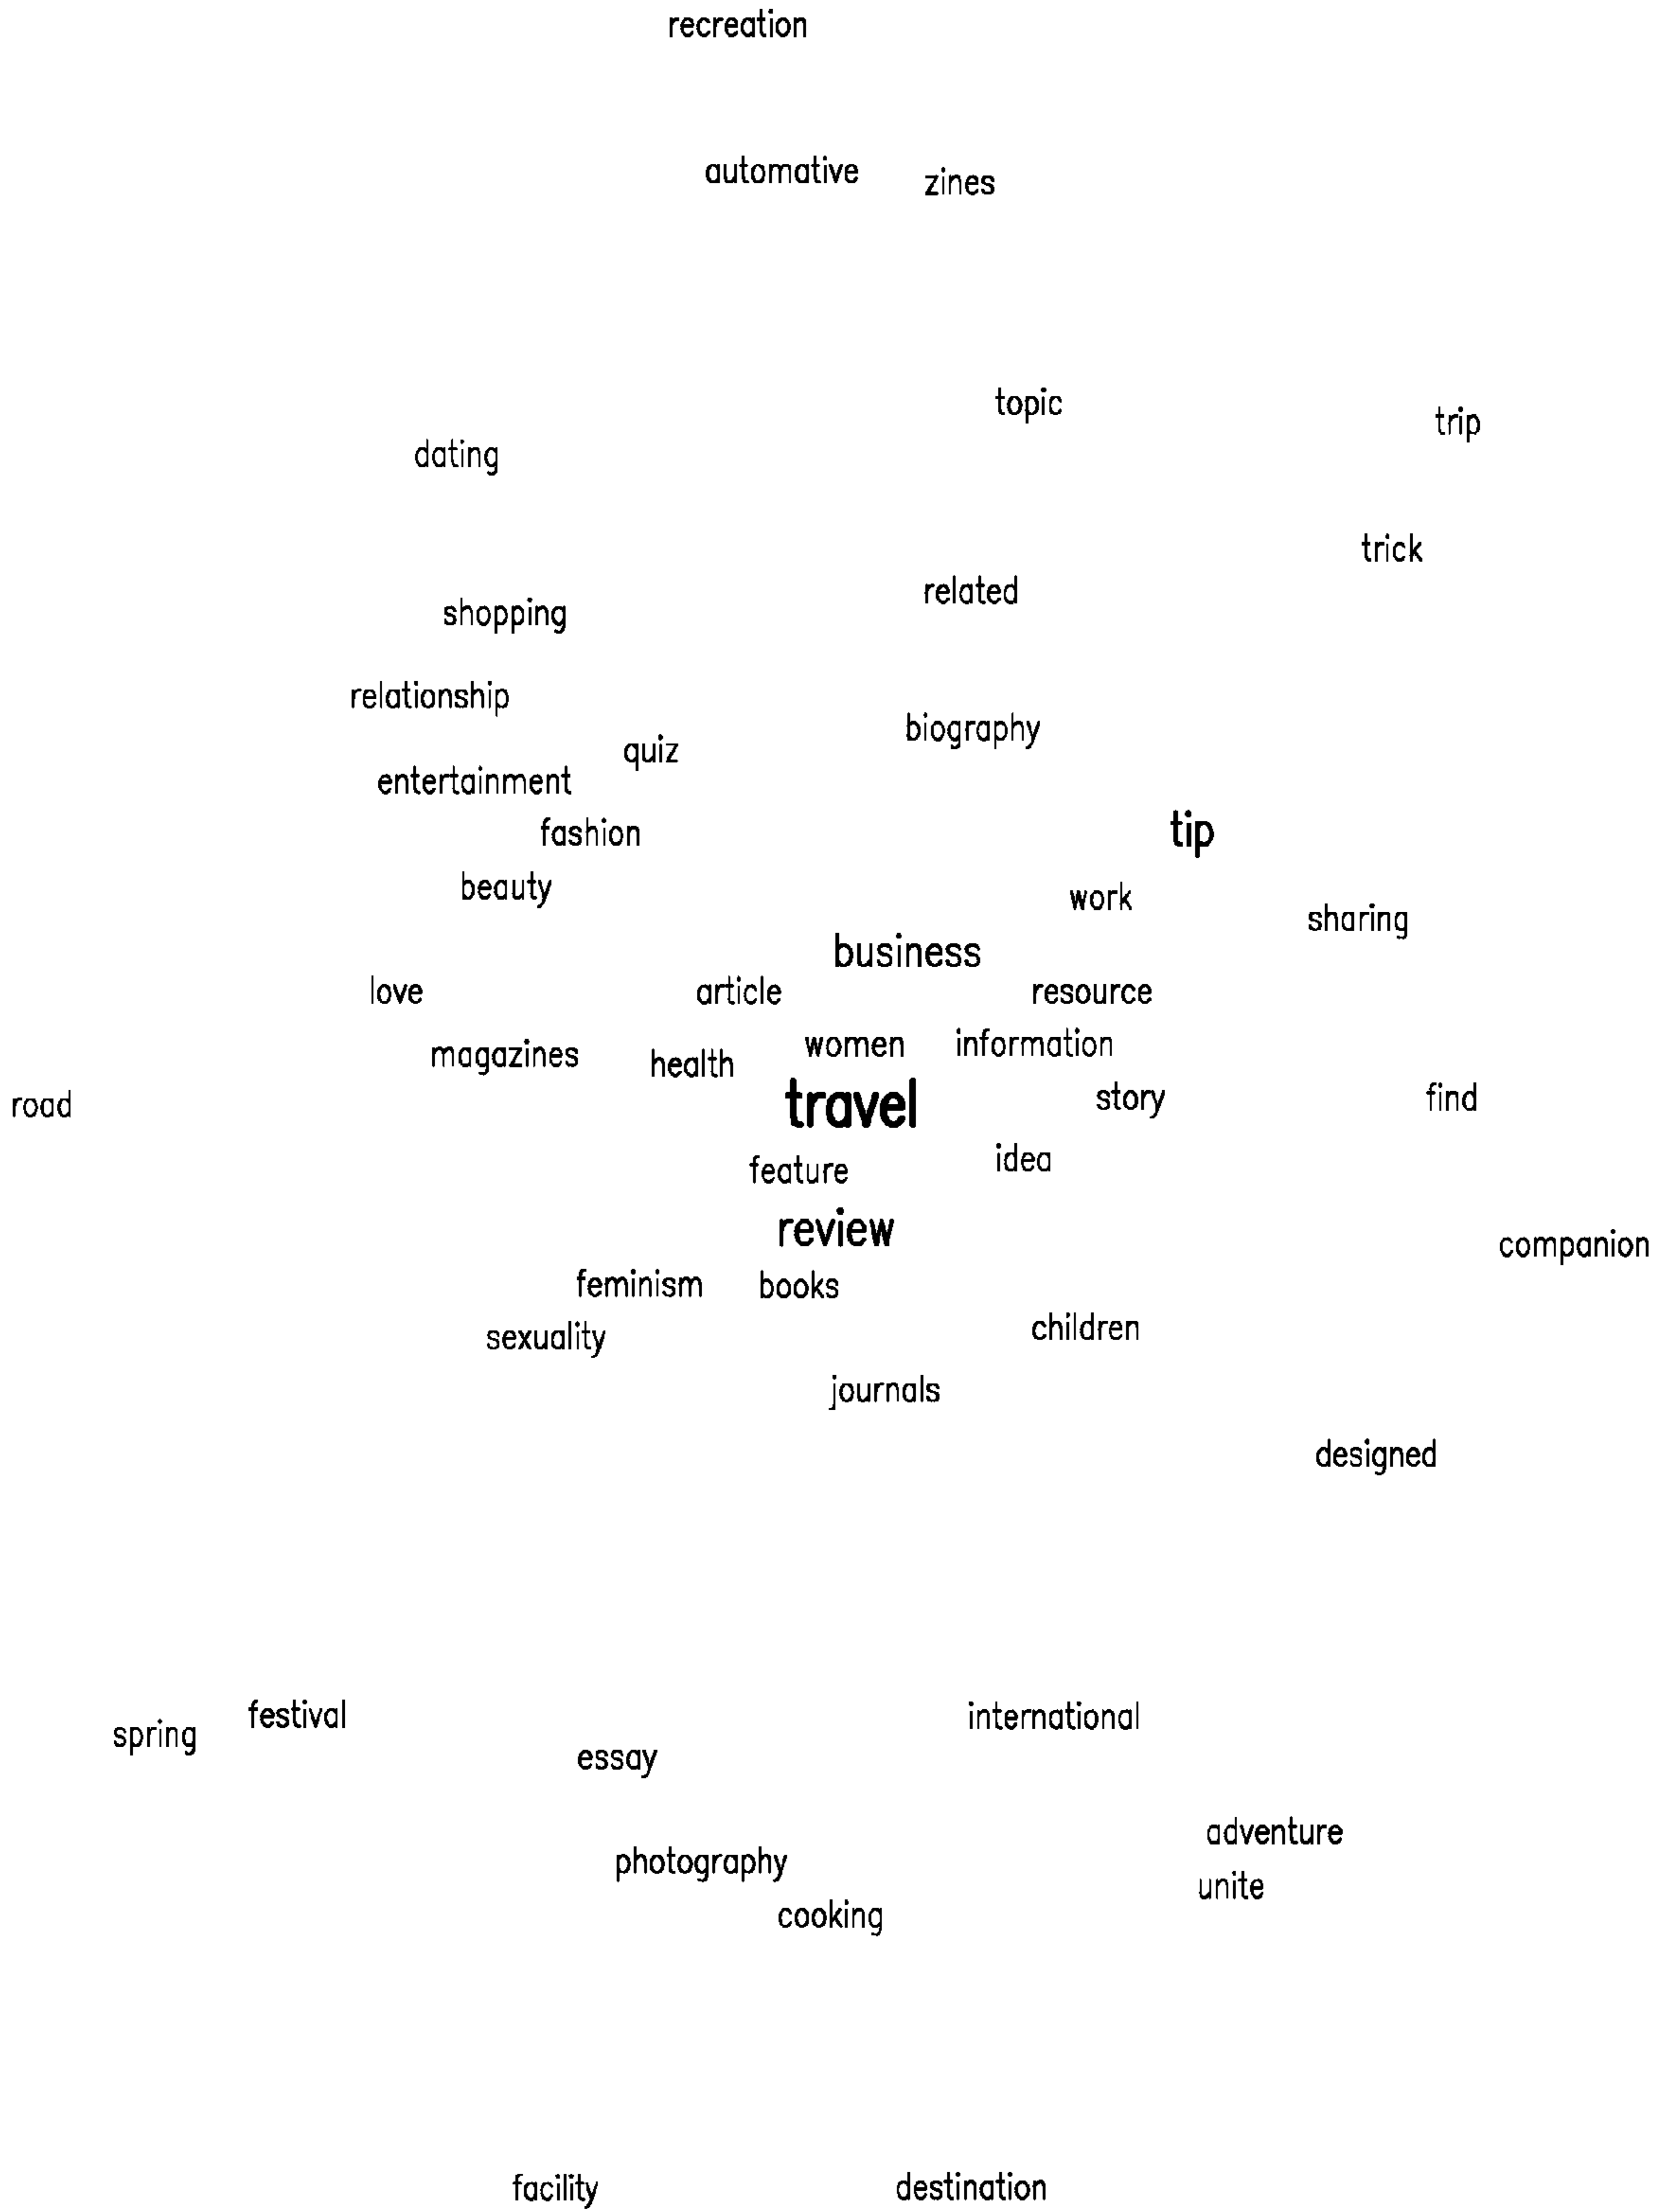 recreation
automative zines
topic
trip
dating
trick
related
shopping
relationship
biography
quiz
entertainment
tip
fashion
beauty
work
sharing
business
love article resource
women information
magazines health
road travel story find
idea
feature
review
companion
feminism books
children
sexuality
journals
designed
festival international
spring
essay
adventure
photography
unite
cooking
facility destination